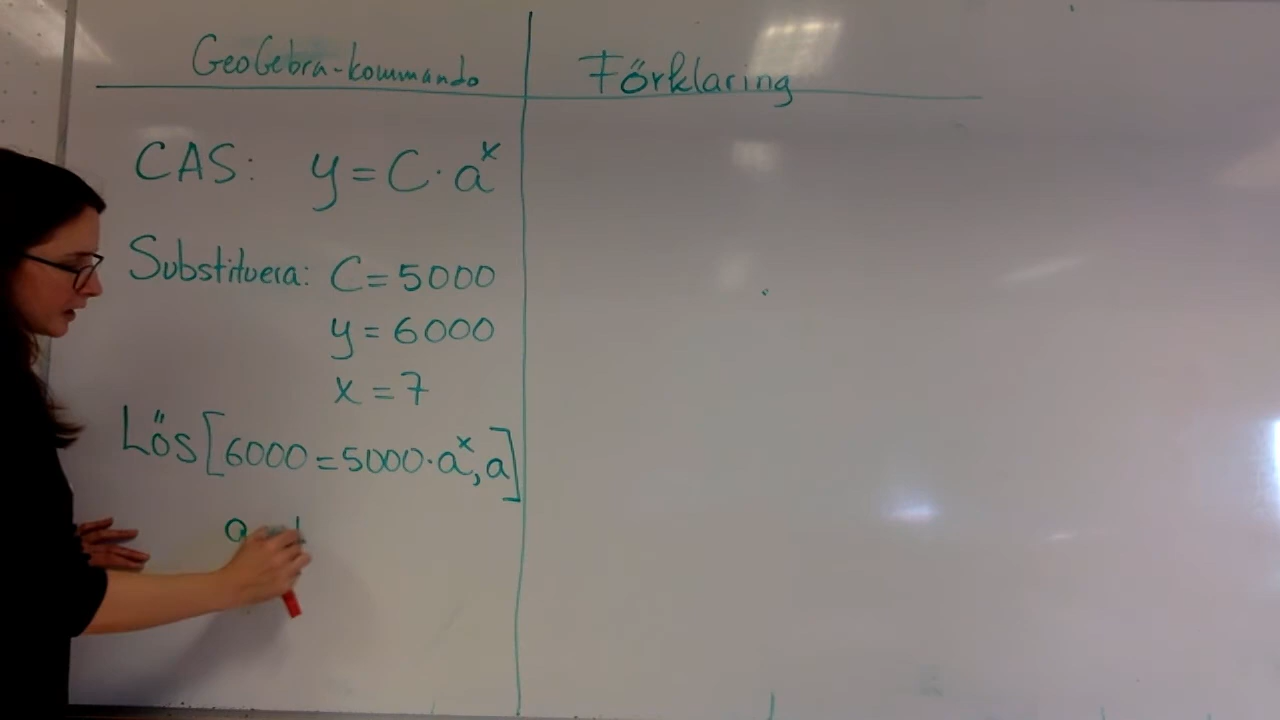 GeoGebra-kommando
Förklaring
CAS: y = C · a^x
Substituera: C = 5000
y = 6000
x = 7
Lös[6000 = 5000 · a^x, a]
a